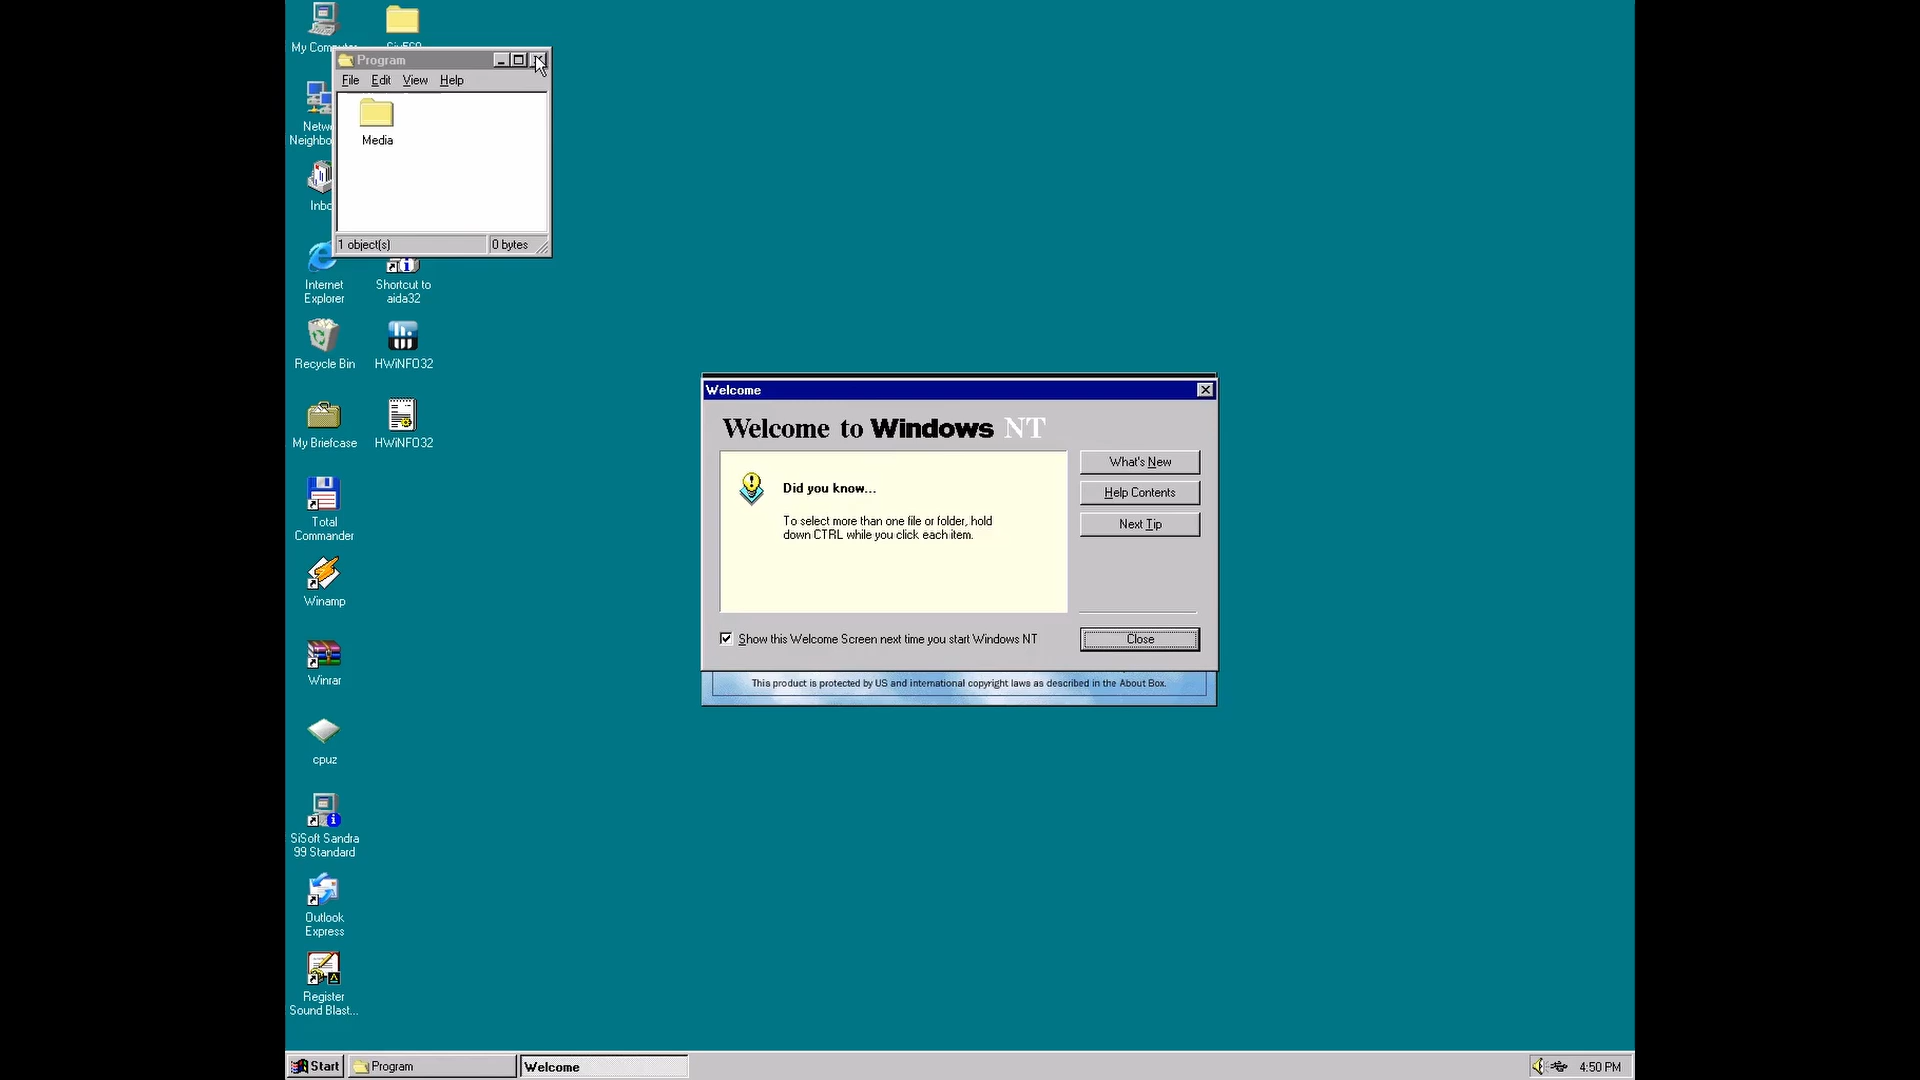 My Computer
Program
File Edit View Help
Media
1 object(s)
0 bytes
Inbox
Internet
Explorer
Shortcut to
aida32
Recycle Bin
HWiNFO32
My Briefcase
HWiNFO32
Total
Commander
Winamp
Winrar
cpuz
SiSoft Sandra
99 Standard
Outlook
Express
Register
Sound Blast...
Welcome
Welcome to Windows NT
Did you know...
To select more than one file or folder, hold
down CTRL while you click each item.
What's New
Help Contents
Next Tip
Show this Welcome Screen next time you start Windows NT
Close
This product is protected by US and international copyright laws as described in the About Box.
Start
Program
Welcome
4:50 PM